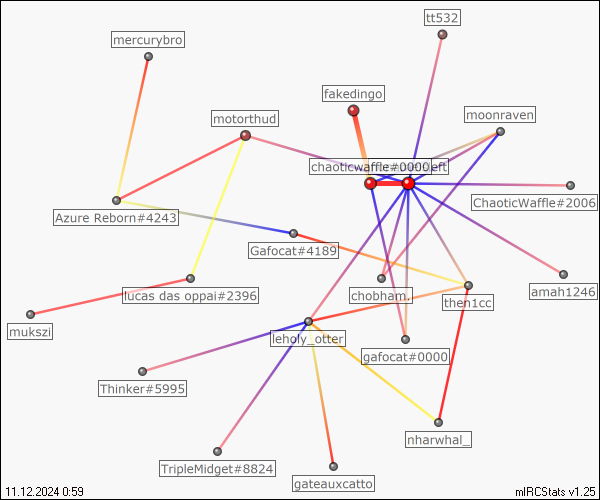 tt532
mercurybro
fakedingo
moonraven
motorthud
chaoticwaffle#0000
eft
ChaoticWaffle#2006
Azure Reborn#4243
Gafocat#4189
lucas das oppai#2396
chobham.
amah1246
then1cc
mukszi
leholy_otter
gafocat#0000
Thinker#5995
nharwhal_
TripleMidget#8824
gateauxcatto
11.12.2024 0:59
mIRCStats v1.25